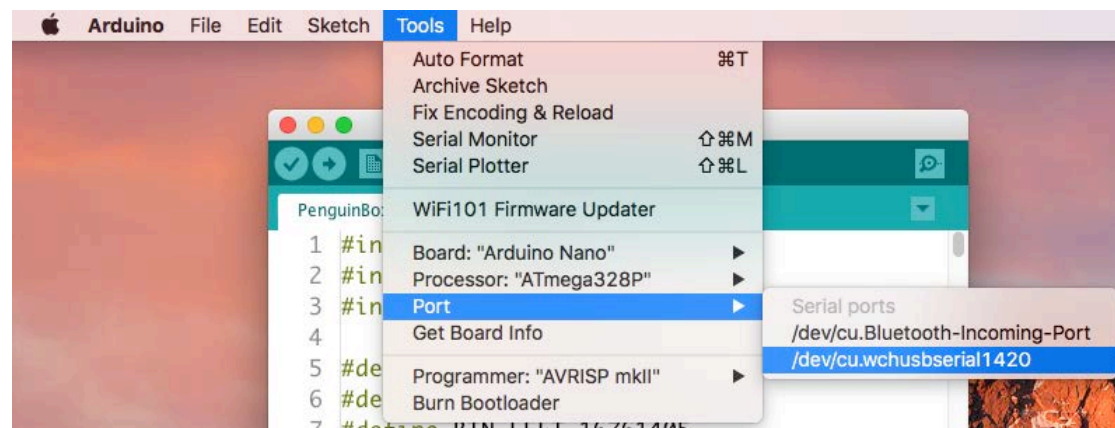 Arduino File Edit Sketch Tools Help
Auto Format ⌘T
Archive Sketch
Fix Encoding & Reload
Serial Monitor ⇧⌘M
Serial Plotter ⇧⌘L
WiFi101 Firmware Updater
Board: "Arduino Nano"
Processor: "ATmega328P"
Port
Get Board Info
Programmer: "AVRISP mkII"
Burn Bootloader
Serial ports
/dev/cu.Bluetooth-Incoming-Port
/dev/cu.wchusbserial1420
PenguinBo
1 #in
2 #in
3 #in
4
5 #de
6 #de
7